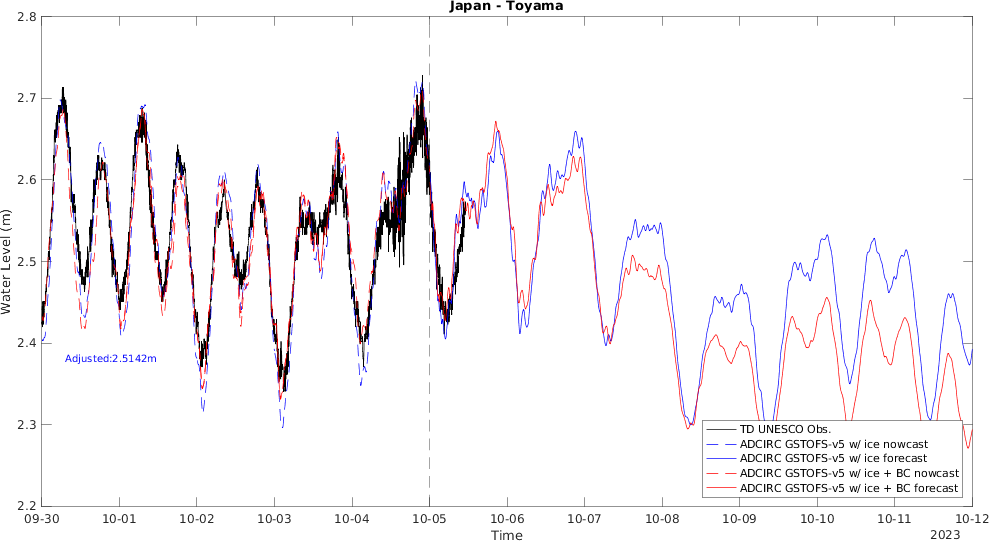 Japan - Toyama
Water Level (m)
2.8
2.7
2.6
2.5
2.4
2.3
2.2
Adjusted:2.5142m
TD UNESCO Obs.
ADCIRC GSTOFS-v5 w/ ice nowcast
ADCIRC GSTOFS-v5 w/ ice forecast
ADCIRC GSTOFS-v5 w/ ice + BC nowcast
ADCIRC GSTOFS-v5 w/ ice + BC forecast
09-30 10-01 10-02 10-03 10-04 10-05 10-06 10-07 10-08 10-09 10-10 10-11 10-12
Time
2023